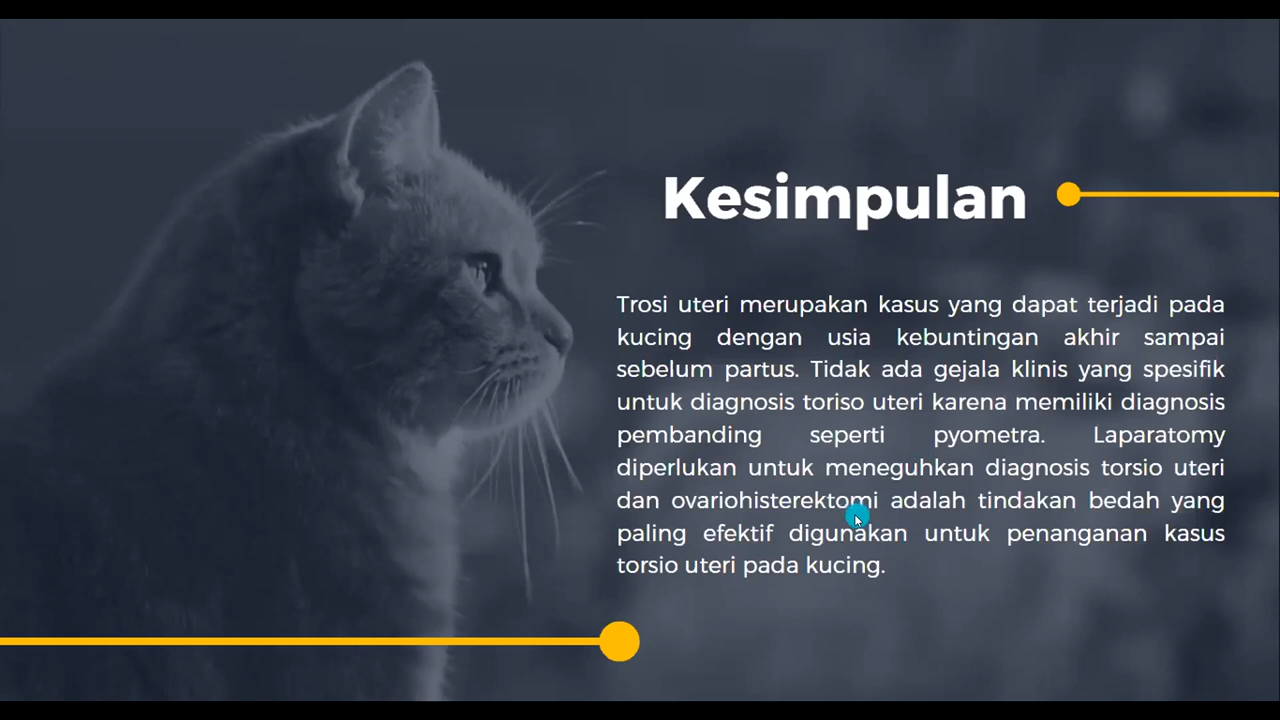 Kesimpulan
Trosi uteri merupakan kasus yang dapat terjadi pada
kucing dengan usia kebuntingan akhir sampai
sebelum partus. Tidak ada gejala klinis yang spesifik
untuk diagnosis toriso uteri karena memiliki diagnosis
pembanding seperti pyometra. Laparatomy
diperlukan untuk meneguhkan diagnosis torsio uteri
dan ovariohisterektomi adalah tindakan bedah yang
paling efektif digunakan untuk penanganan kasus
torsio uteri pada kucing.